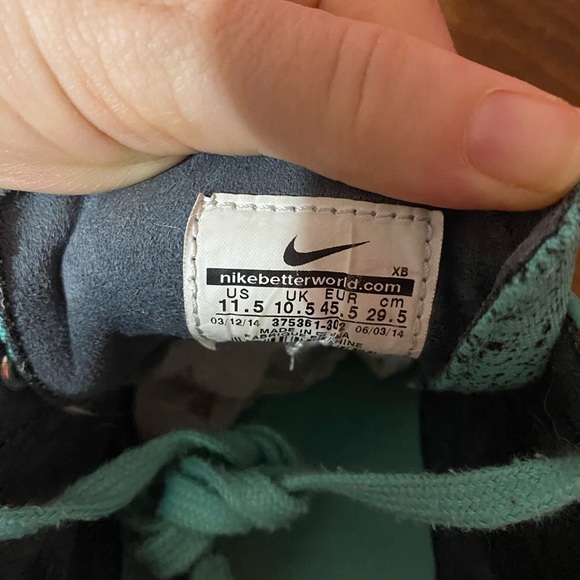 XB
nikebetterworld.com
US UK EUR cm
11.5 10.5 45.5 29.5
03/12/14 375361-302 06/03/14
MADE IN